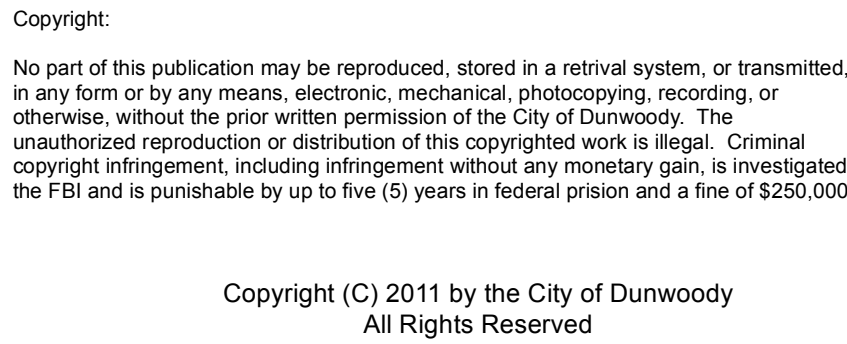 Copyright:
No part of this publication may be reproduced, stored in a retrival system, or transmitted,
in any form or by any means, electronic, mechanical, photocopying, recording, or
otherwise, without the prior written permission of the City of Dunwoody.  The
unauthorized reproduction or distribution of this copyrighted work is illegal.  Criminal
copyright infringement, including infringement without any monetary gain, is investigated
the FBI and is punishable by up to five (5) years in federal prision and a fine of $250,000
Copyright (C) 2011 by the City of Dunwoody
All Rights Reserved